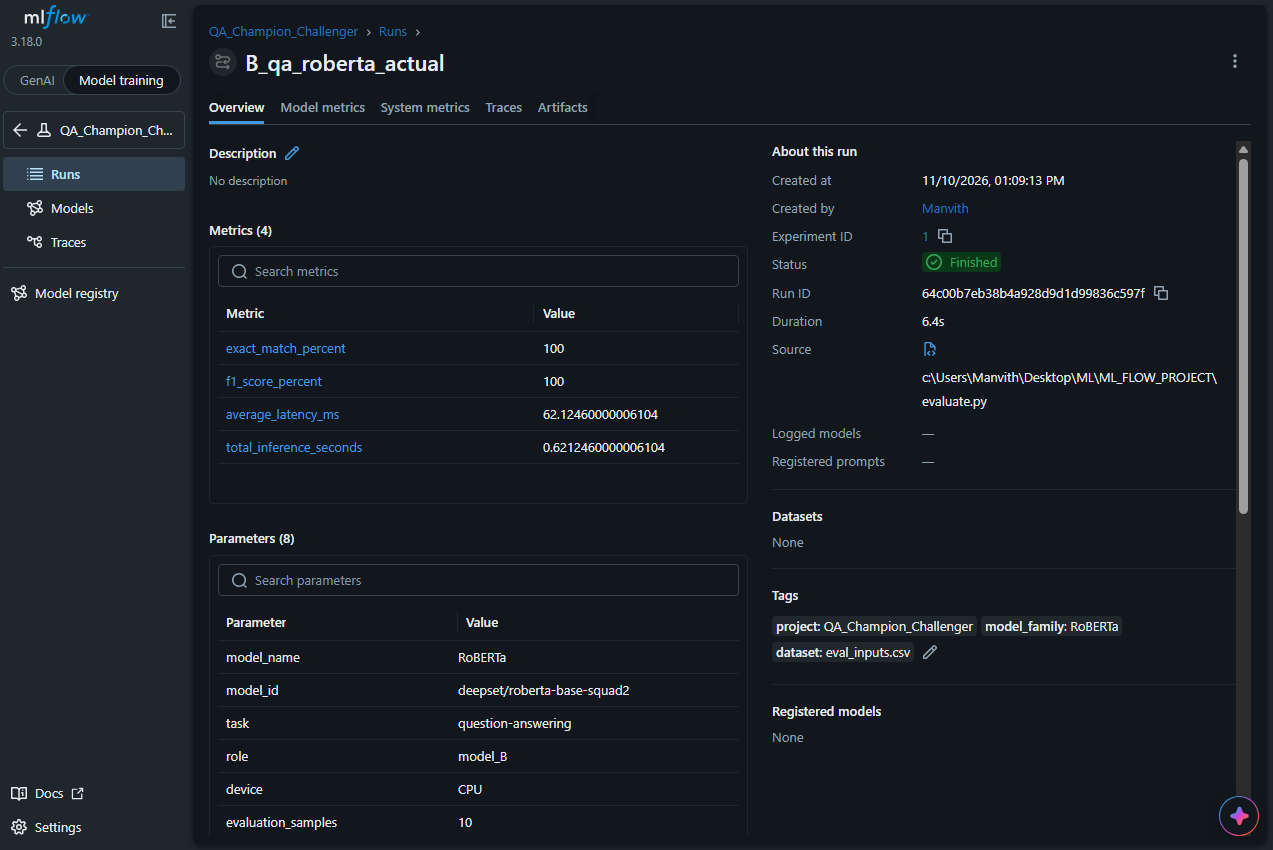 mlflow
3.18.0
GenAI Model training
QA_Champion_Ch...
Runs
Models
Traces
Model registry
Docs
Settings
QA_Champion_Challenger > Runs >
B_qa_roberta_actual
Overview Model metrics System metrics Traces Artifacts
Description
No description
Metrics (4)
Search metrics
Metric Value
exact_match_percent 100
f1_score_percent 100
average_latency_ms 62.12460000006104
total_inference_seconds 0.6212460000006104
Parameters (8)
Search parameters
Parameter Value
model_name RoBERTa
model_id deepset/roberta-base-squad2
task question-answering
role model_B
device CPU
evaluation_samples 10
About this run
Created at 11/10/2026, 01:09:13 PM
Created by Manvith
Experiment ID 1
Status Finished
Run ID 64c00b7eb38b4a928d9d1d99836c597f
Duration 6.4s
Source
c:\Users\Manvith\Desktop\ML\ML_FLOW_PROJECT\
evaluate.py
Logged models —
Registered prompts —
Datasets
None
Tags
project: QA_Champion_Challenger model_family: RoBERTa
dataset: eval_inputs.csv
Registered models
None